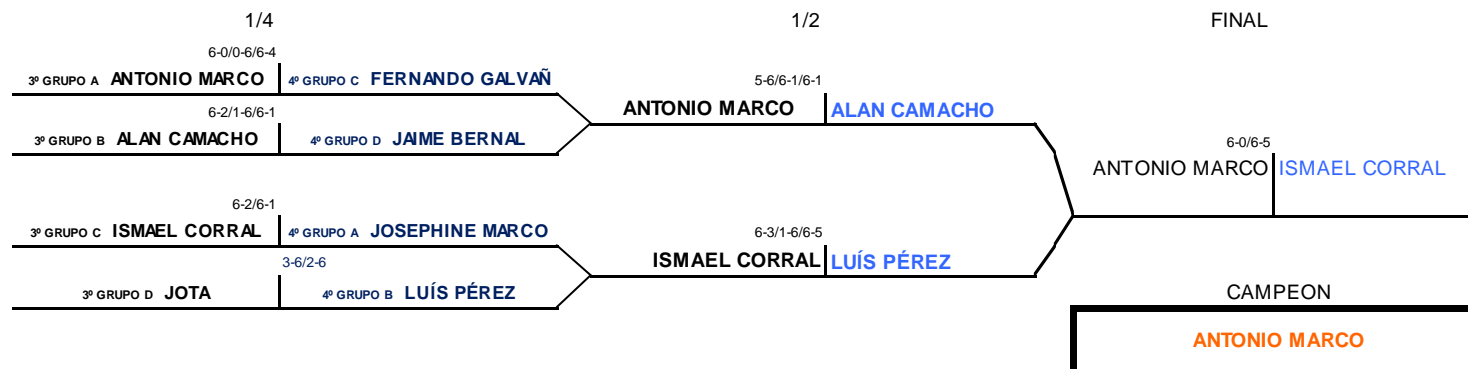 1/4 1/2 FINAL
6-0/0-6/6-4
3º GRUPO A ANTONIO MARCO 4º GRUPO C FERNANDO GALVAÑ
5-6/6-1/6-1
ANTONIO MARCO ALAN CAMACHO
6-2/1-6/6-1
3º GRUPO B ALAN CAMACHO 4º GRUPO D JAIME BERNAL
6-0/6-5
ANTONIO MARCO ISMAEL CORRAL
6-2/6-1
3º GRUPO C ISMAEL CORRAL 4º GRUPO A JOSEPHINE MARCO
6-3/1-6/6-5
ISMAEL CORRAL LUÍS PÉREZ
3-6/2-6
3º GRUPO D JOTA 4º GRUPO B LUÍS PÉREZ
CAMPEON
ANTONIO MARCO